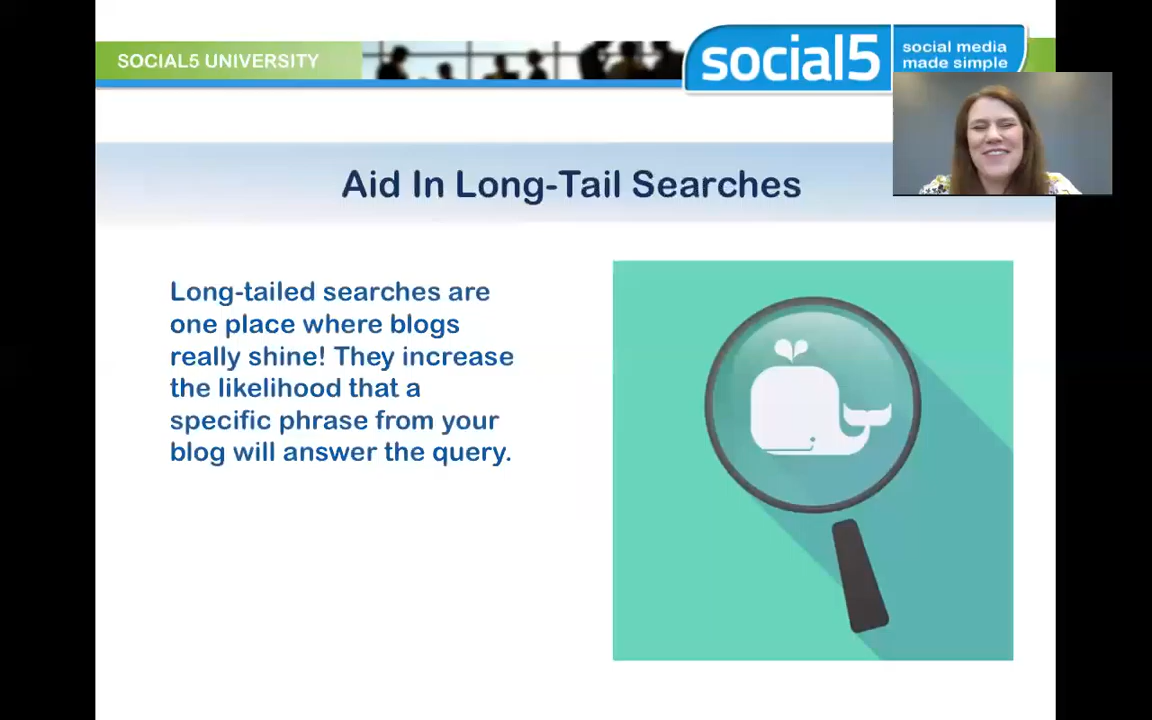 SOCIAL5 UNIVERSITY
social5
social media
made simple
Aid In Long-Tail Searches
Long-tailed searches are
one place where blogs
really shine! They increase
the likelihood that a
specific phrase from your
blog will answer the query.